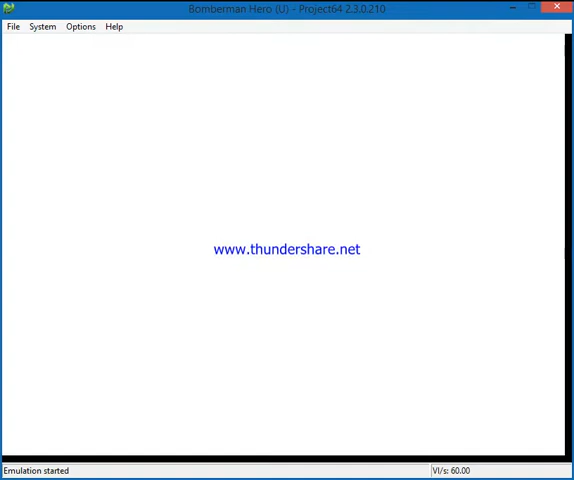 Bomberman Hero (U) - Project64 2.3.0.210
File System Options Help
www.thundershare.net
Emulation started VI/s: 60.00